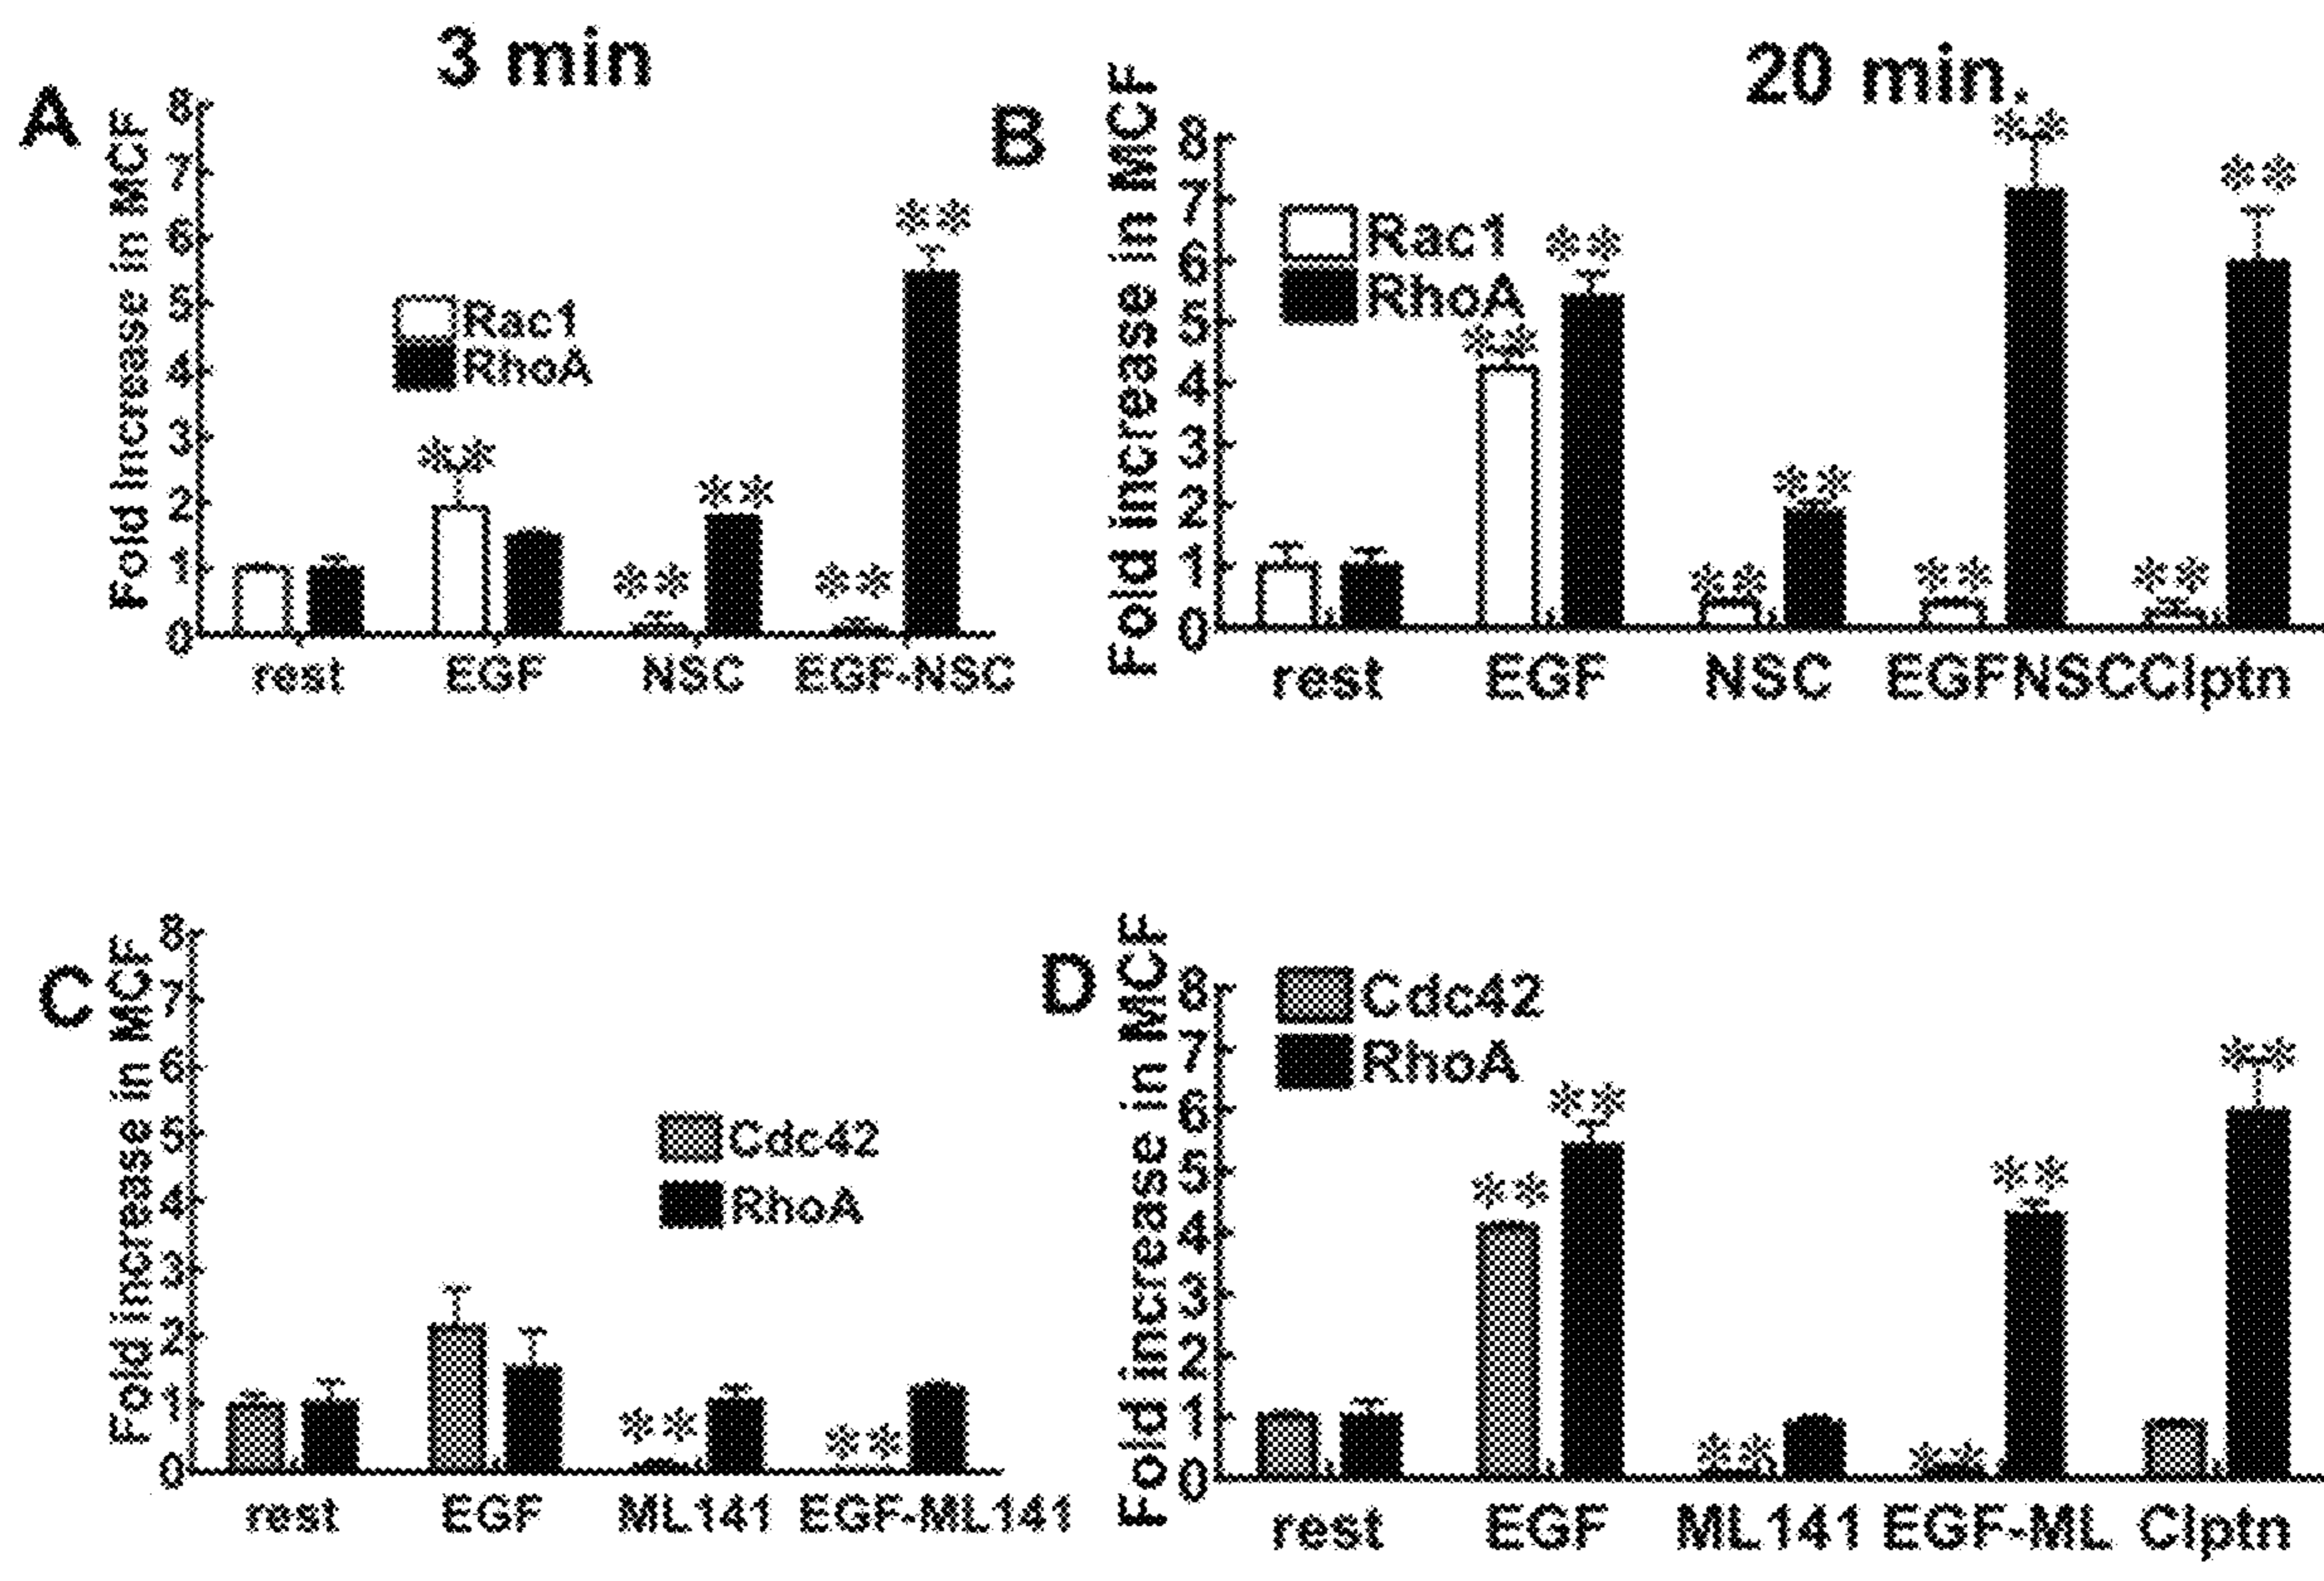 3 min
A
Fold Increase in MCF
8
7
6
5
4
3
2
1
0
Rac1
RhoA
**
**
**
**
**
rest EGF NSC EGF-NSC
20 min.
B
Fold increase in MCF
8
7
6
5
4
3
2
1
0
Rac1
RhoA
**
**
**
**
**
**
**
**
rest EGF NSC EGFNSCClptn
C
Fold increase in MCF
8
7
6
5
4
3
2
1
0
Cdc42
RhoA
**
**
rest EGF ML141 EGF-ML141
D
Fold increase in MCF
8
7
6
5
4
3
2
1
0
Cdc42
RhoA
**
**
**
**
**
**
rest EGF ML141 EGF-ML Clptn